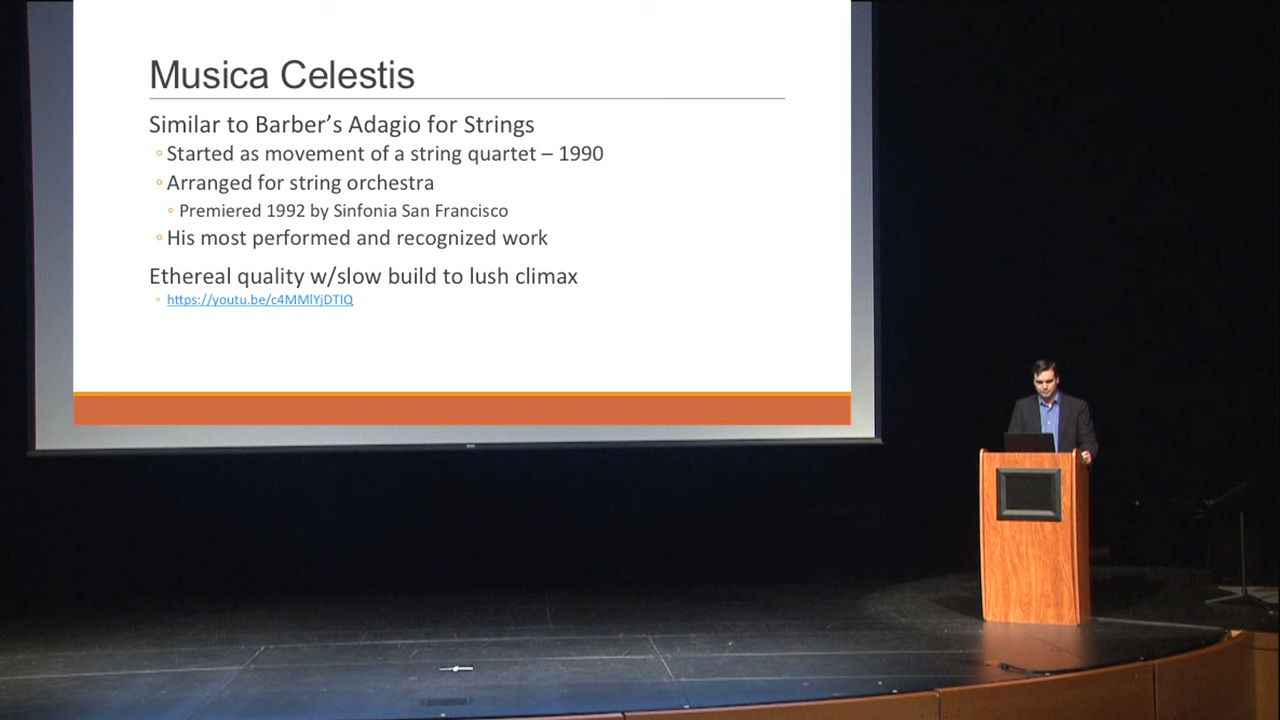 Musica Celestis
Similar to Barber’s Adagio for Strings
◦ Started as movement of a string quartet – 1990
◦ Arranged for string orchestra
◦ Premiered 1992 by Sinfonia San Francisco
◦ His most performed and recognized work
Ethereal quality w/slow build to lush climax
◦ https://youtu.be/c4MMlYjDTIQ